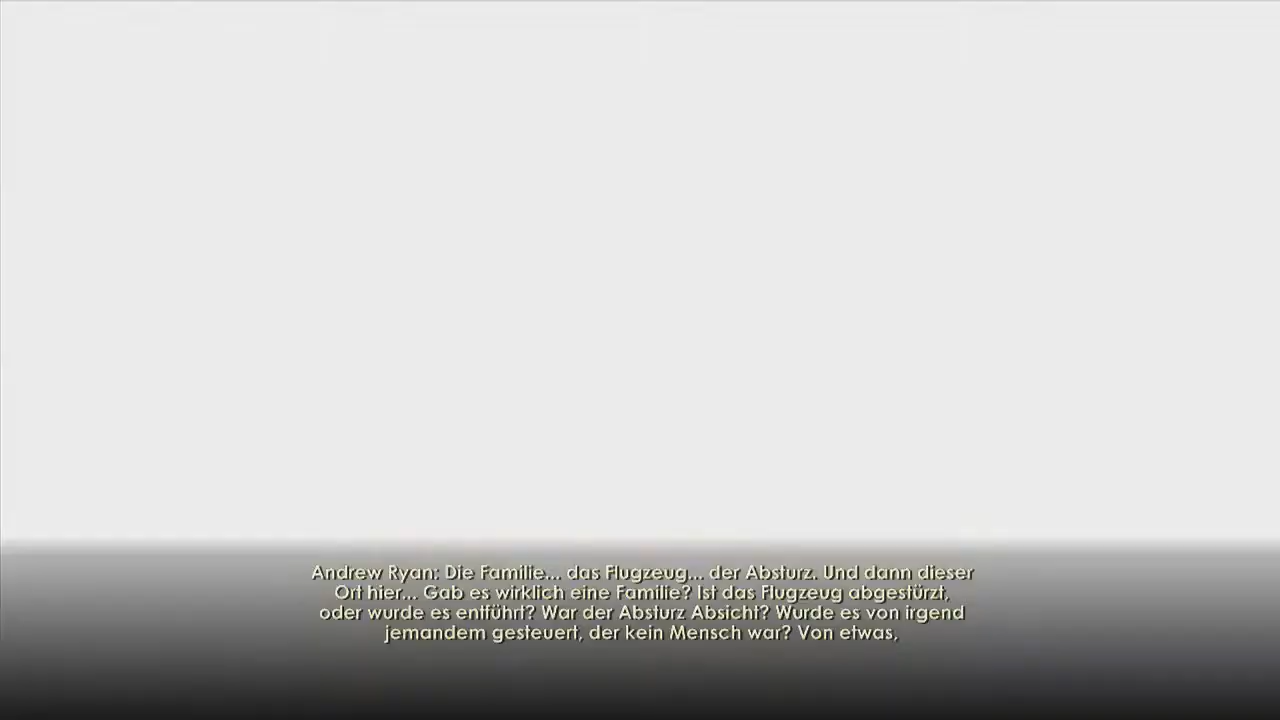 Andrew Ryan: Die Familie... das Flugzeug... der Absturz. Und dann dieser
Ort hier... Gab es wirklich eine Familie? Ist das Flugzeug abgestürzt,
oder wurde es entführt? War der Absturz Absicht? Wurde es von irgend
jemandem gesteuert, der kein Mensch war? Von etwas,